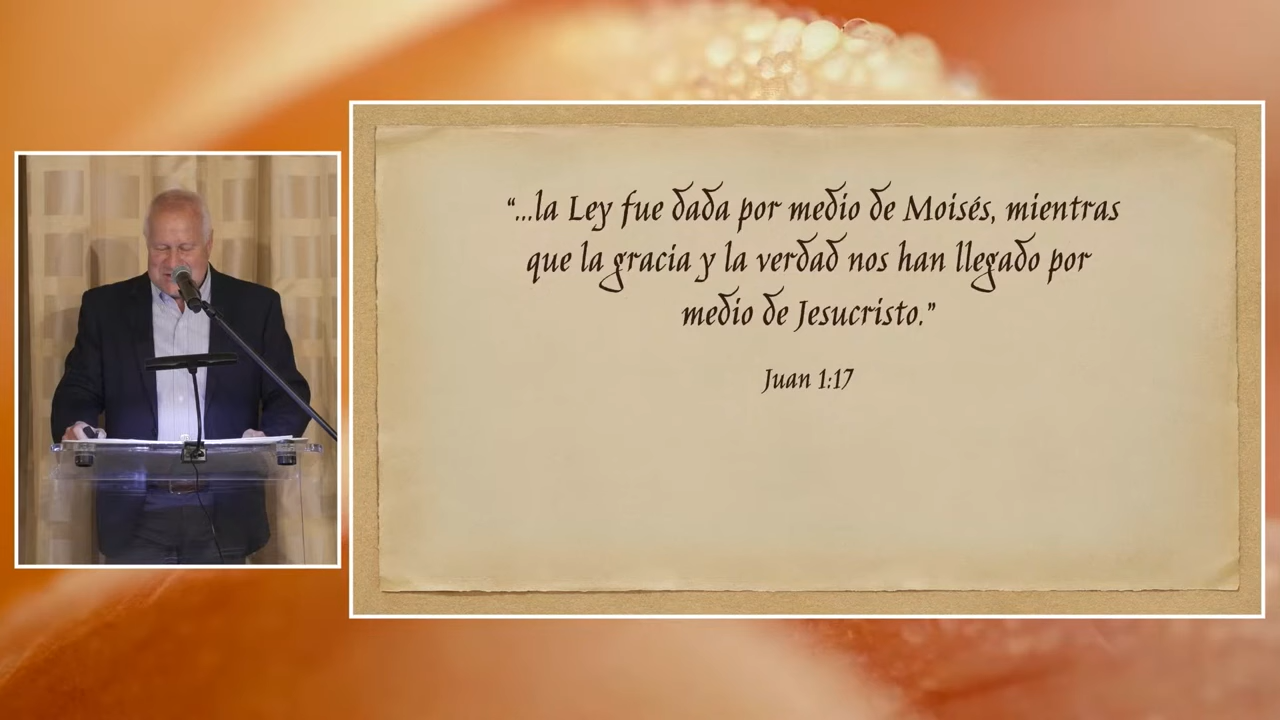 “...la Ley fue dada por medio de Moisés, mientras
que la gracia y la verdad nos han llegado por
medio de Jesucristo.”
Juan 1:17